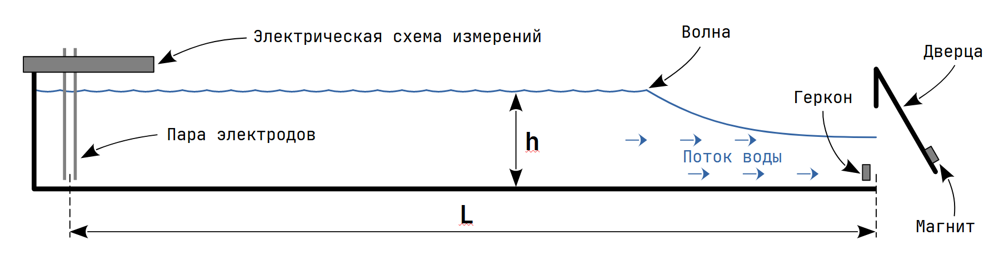 Электрическая схема измерений
Волна
Дверца
Геркон
Пара электродов
h
Поток воды
L
Магнит